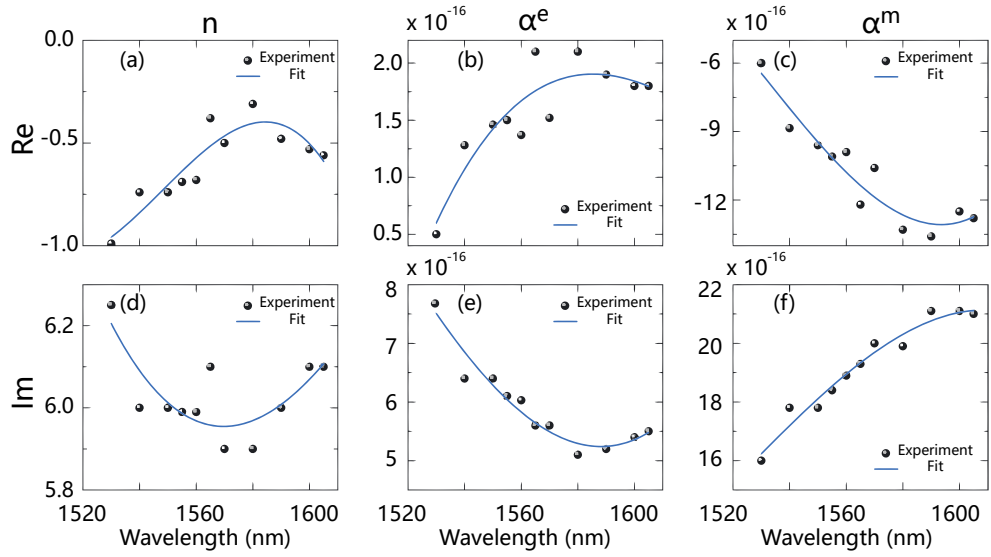 n
αᵉ
αᵐ
x 10⁻¹⁶
x 10⁻¹⁶
Re
0.0
-0.5
-1.0
(a)
Experiment
Fit
2.0
1.5
1.0
0.5
(b)
Experiment
Fit
-6
-9
-12
(c)
Experiment
Fit
x 10⁻¹⁶
x 10⁻¹⁶
Im
6.2
6.0
5.8
(d)
Experiment
Fit
8
7
6
5
(e)
Experiment
Fit
22
20
18
16
(f)
Experiment
Fit
1520
1560
1600
1520
1560
1600
1520
1560
1600
Wavelength (nm)
Wavelength (nm)
Wavelength (nm)